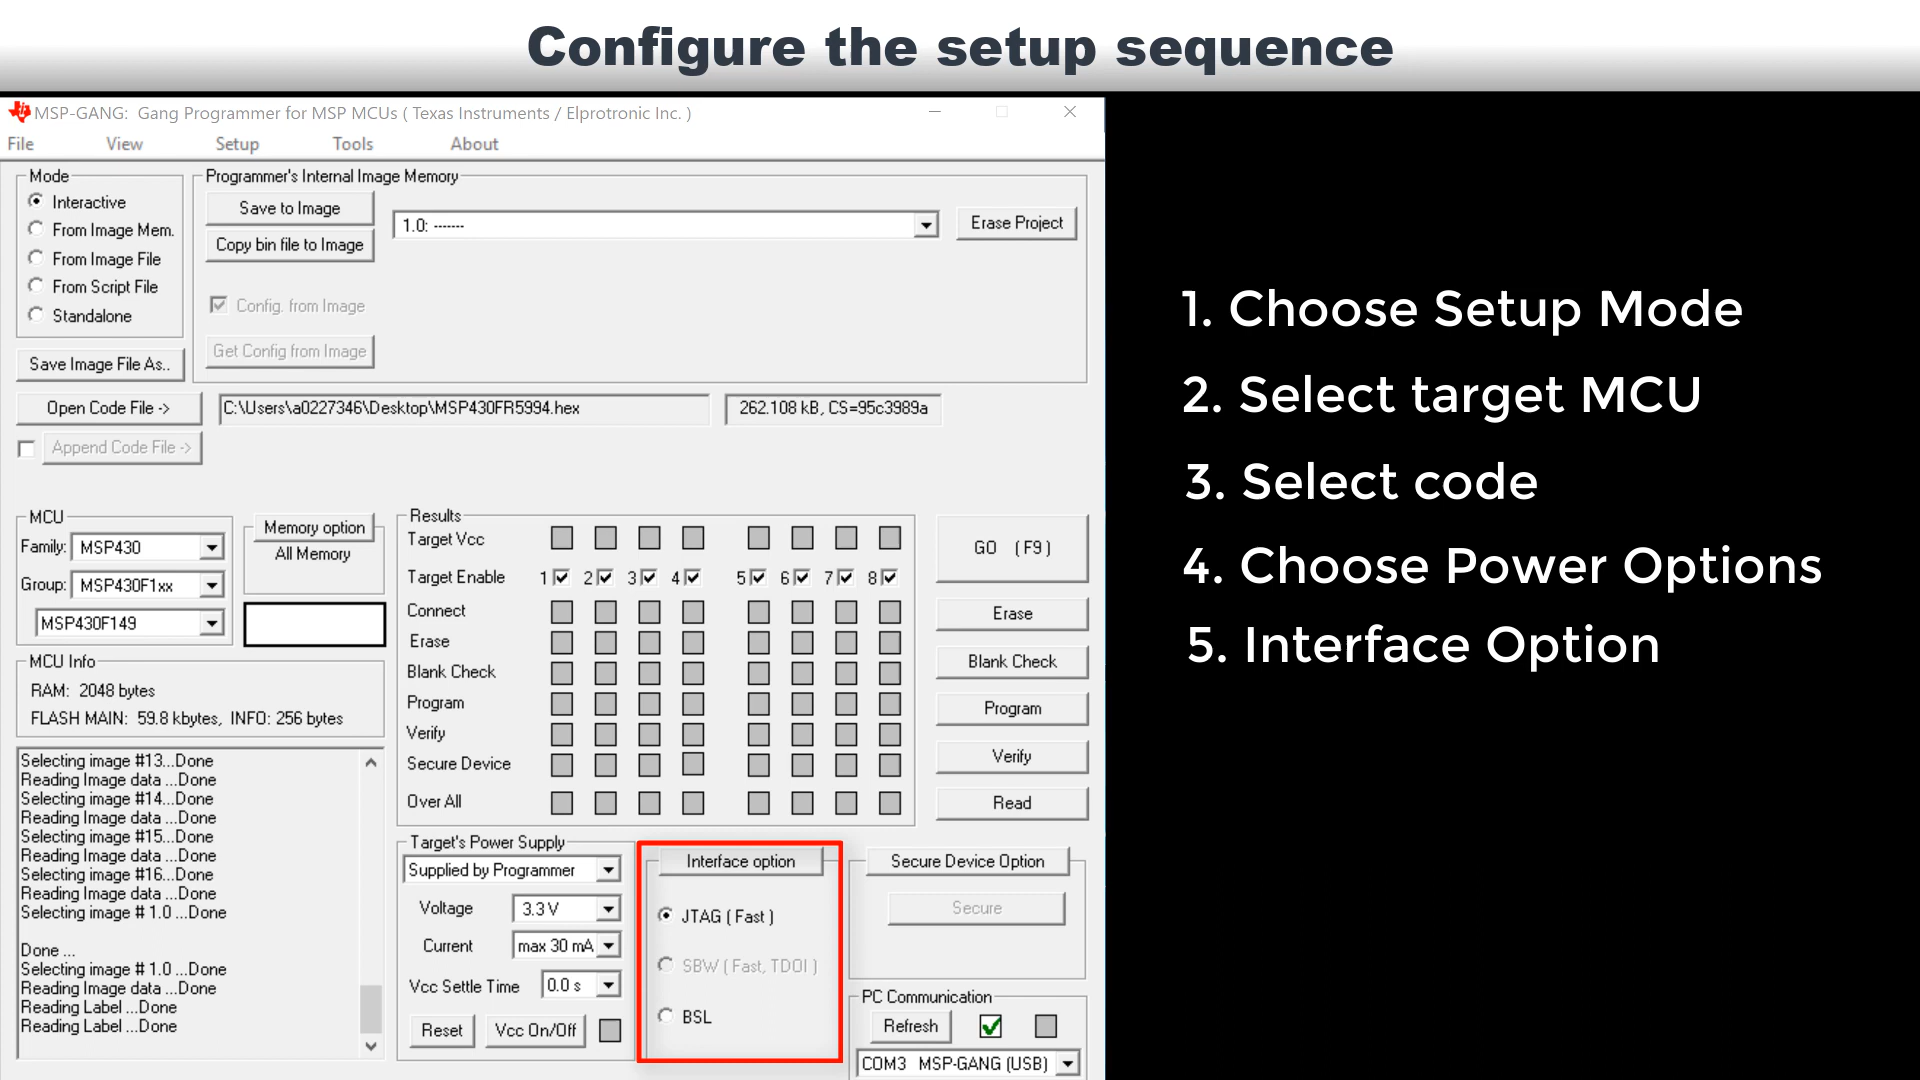 Configure the setup sequence
MSP-GANG: Gang Programmer for MSP MCUs ( Texas Instruments / Elprotronic Inc. )
File View Setup Tools About
Mode
Interactive
From Image Mem.
From Image File
From Script File
Standalone
Save Image File As..
Programmer's Internal Image Memory
Save to Image
Copy bin file to Image
1.0: -------
Erase Project
Config. from Image
Get Config from Image
Open Code File ->
C:\Users\a0227346\Desktop\MSP430FR5994.hex
262.108 kB, CS=95c3989a
Append Code File ->
MCU
Family: MSP430
Group: MSP430F1xx
MSP430F149
Memory option
All Memory
MCU Info
RAM: 2048 bytes
FLASH MAIN: 59.8 kbytes, INFO: 256 bytes
Selecting image #13...Done
Reading Image data ...Done
Selecting image #14...Done
Reading Image data ...Done
Selecting image #15...Done
Reading Image data ...Done
Selecting image #16...Done
Reading Image data ...Done
Selecting image # 1.0 ...Done
Done ...
Selecting image # 1.0 ...Done
Reading Image data ...Done
Reading Label ...Done
Reading Label ...Done
Results
Target Vcc
Target Enable 1 2 3 4 5 6 7 8
Connect
Erase
Blank Check
Program
Verify
Secure Device
Over All
GO ( F9 )
Erase
Blank Check
Program
Verify
Read
Target's Power Supply
Supplied by Programmer
Voltage 3.3 V
Current max 30 mA
Vcc Settle Time 0.0 s
Reset Vcc On/Off
Interface option
JTAG ( Fast )
SBW ( Fast, TDOI )
BSL
Secure Device Option
Secure
PC Communication
Refresh
COM3 MSP-GANG (USB)
1. Choose Setup Mode
2. Select target MCU
3. Select code
4. Choose Power Options
5. Interface Option